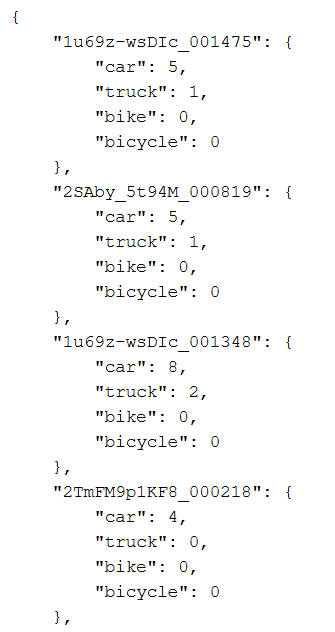 {
    "1u69z-wsDIc_001475": {
        "car": 5,
        "truck": 1,
        "bike": 0,
        "bicycle": 0
    },
    "2SAby_5t94M_000819": {
        "car": 5,
        "truck": 1,
        "bike": 0,
        "bicycle": 0
    },
    "1u69z-wsDIc_001348": {
        "car": 8,
        "truck": 2,
        "bike": 0,
        "bicycle": 0
    },
    "2TmFM9p1KF8_000218": {
        "car": 4,
        "truck": 0,
        "bike": 0,
        "bicycle": 0
    },